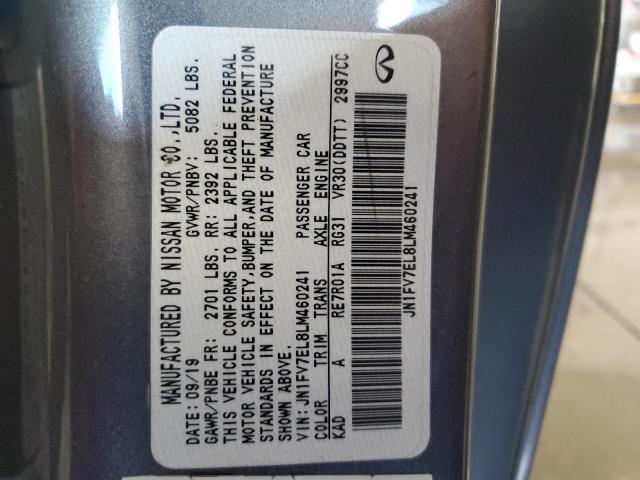 MANUFACTURED BY NISSAN MOTOR CO.,LTD.
DATE: 09/19 GVWR/PNBV: 5082 LBS.
GAWR/PNBE FR: 2701 LBS. RR: 2392 LBS.
THIS VEHICLE CONFORMS TO ALL APPLICABLE FEDERAL
MOTOR VEHICLE SAFETY,BUMPER,AND THEFT PREVENTION
STANDARDS IN EFFECT ON THE DATE OF MANUFACTURE
SHOWN ABOVE.
VIN: JN1FV7EL8LM460241 PASSENGER CAR
COLOR TRIM TRANS AXLE ENGINE
KAD A RE7R01A RG31 VR30(DDTT) 2997CC
JN1FV7EL8LM460241